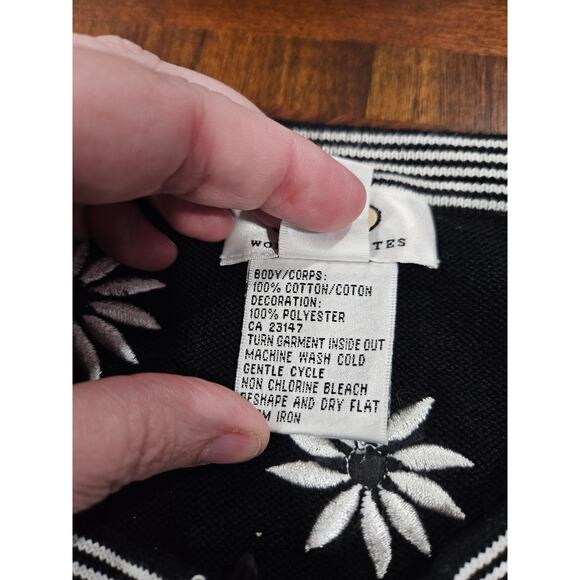 WO TES
BODY/CORPS:
100% COTTON/COTON
DECORATION:
100% POLYESTER
CA 23147
TURN GARMENT INSIDE OUT
MACHINE WASH COLD
GENTLE CYCLE
NON CHLORINE BLEACH
RESHAPE AND DRY FLAT
IRON